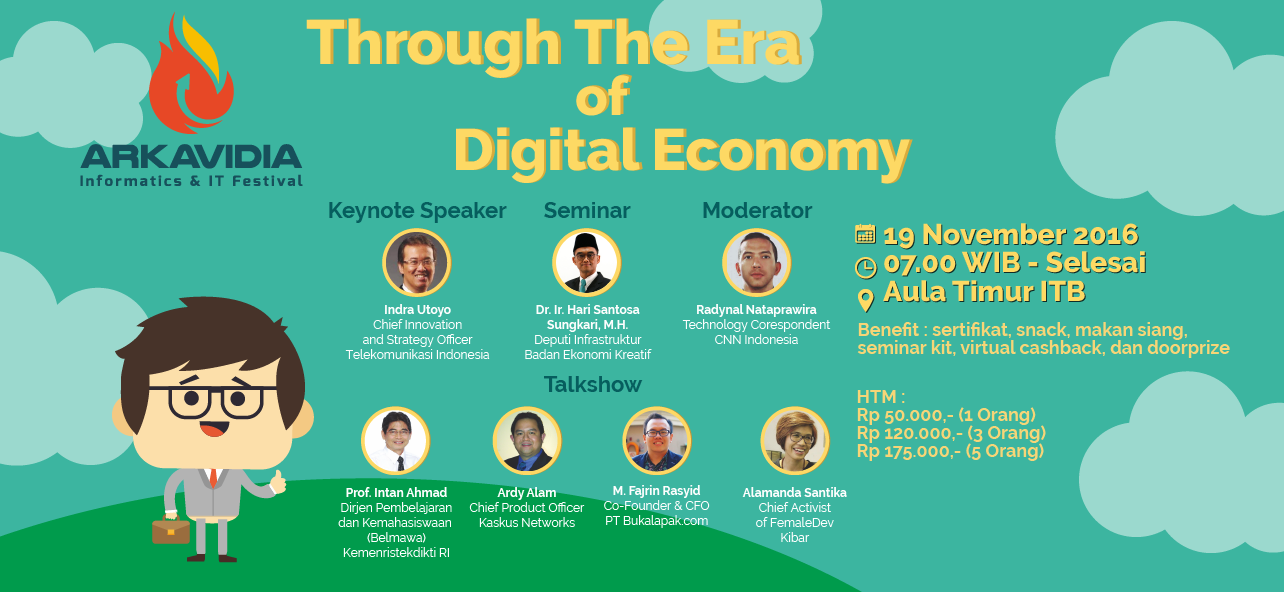 ARKAVIDIA
Informatics & IT Festival
Through The Era
of
Digital Economy
Keynote Speaker
Indra Utoyo
Chief Innovation
and Strategy Officer
Telekomunikasi Indonesia
Seminar
Dr. Ir. Hari Santosa
Sungkari, M.H.
Deputi Infrastruktur
Badan Ekonomi Kreatif
Moderator
Radynal Nataprawira
Technology Corespondent
CNN Indonesia
Talkshow
Prof. Intan Ahmad
Dirjen Pembelajaran
dan Kemahasiswaan
(Belmawa)
Kemenristekdikti RI
Ardy Alam
Chief Product Officer
Kaskus Networks
M. Fajrin Rasyid
Co-Founder & CFO
PT Bukalapak.com
Alamanda Santika
Chief Activist
of FemaleDev
Kibar
19 November 2016
07.00 WIB - Selesai
Aula Timur ITB
Benefit : sertifikat, snack, makan siang,
seminar kit, virtual cashback, dan doorprize
HTM :
Rp 50.000,- (1 Orang)
Rp 120.000,- (3 Orang)
Rp 175.000,- (5 Orang)